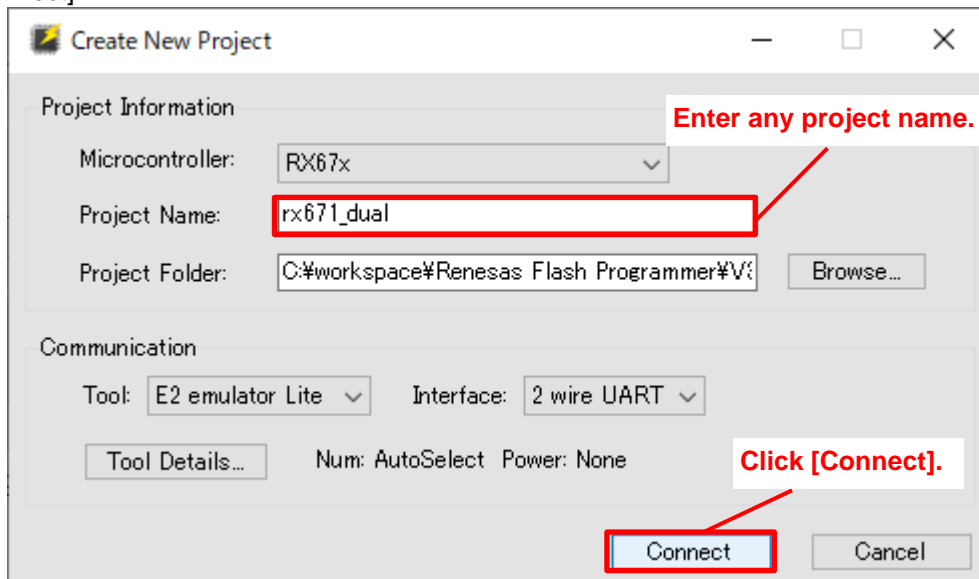 Create New Project
Project Information
Enter any project name.
Microcontroller: RX67x
Project Name: rx671_dual
Project Folder: C:¥workspace¥Renesas Flash Programmer¥V3 Browse...
Communication
Tool: E2 emulator Lite Interface: 2 wire UART
Tool Details... Num: AutoSelect Power: None
Click [Connect].
Connect Cancel